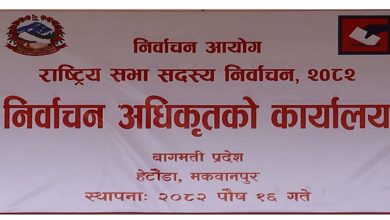 निर्वाचन आयोग
राष्ट्रिय सभा सदस्य निर्वाचन, २०८२
निर्वाचन अधिकृतको कार्यालय
बागमती प्रदेश
हेटौडा, मकवानपुर
स्थापनाः २०८२ पौष १६ गते